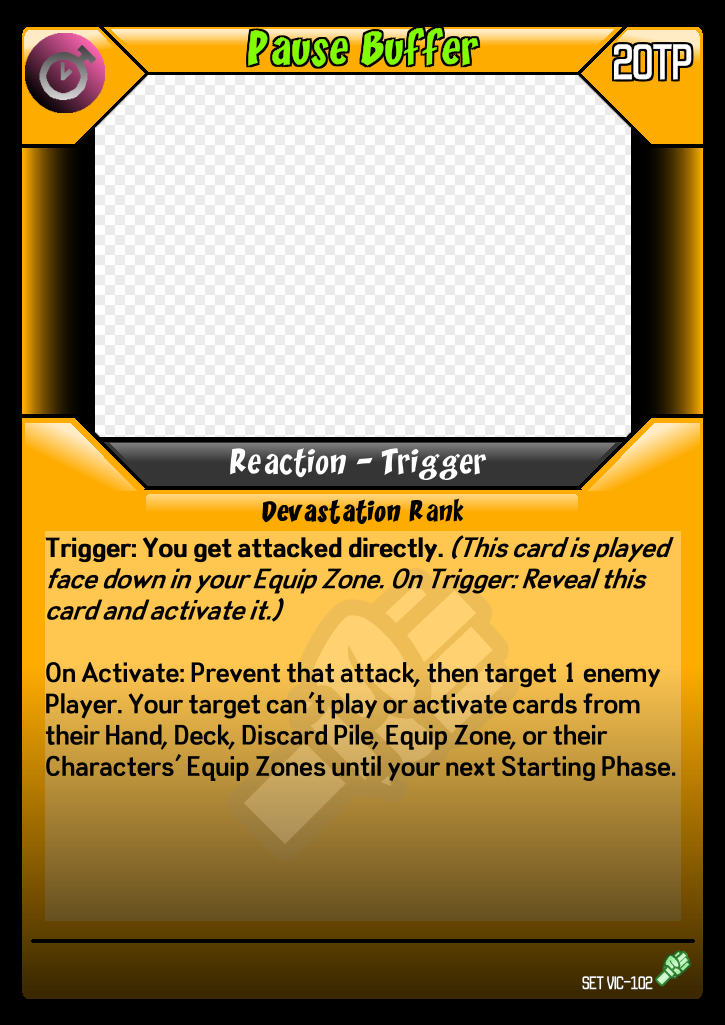 Pause Buffer
20TP
Reaction - Trigger
Devastation Rank
Trigger: You get attacked directly. (This card is played
face down in your Equip Zone. On Trigger: Reveal this
card and activate it.)
On Activate: Prevent that attack, then target 1 enemy
Player. Your target can't play or activate cards from
their Hand, Deck, Discard Pile, Equip Zone, or their
Characters' Equip Zones until your next Starting Phase.
SET VIC-102